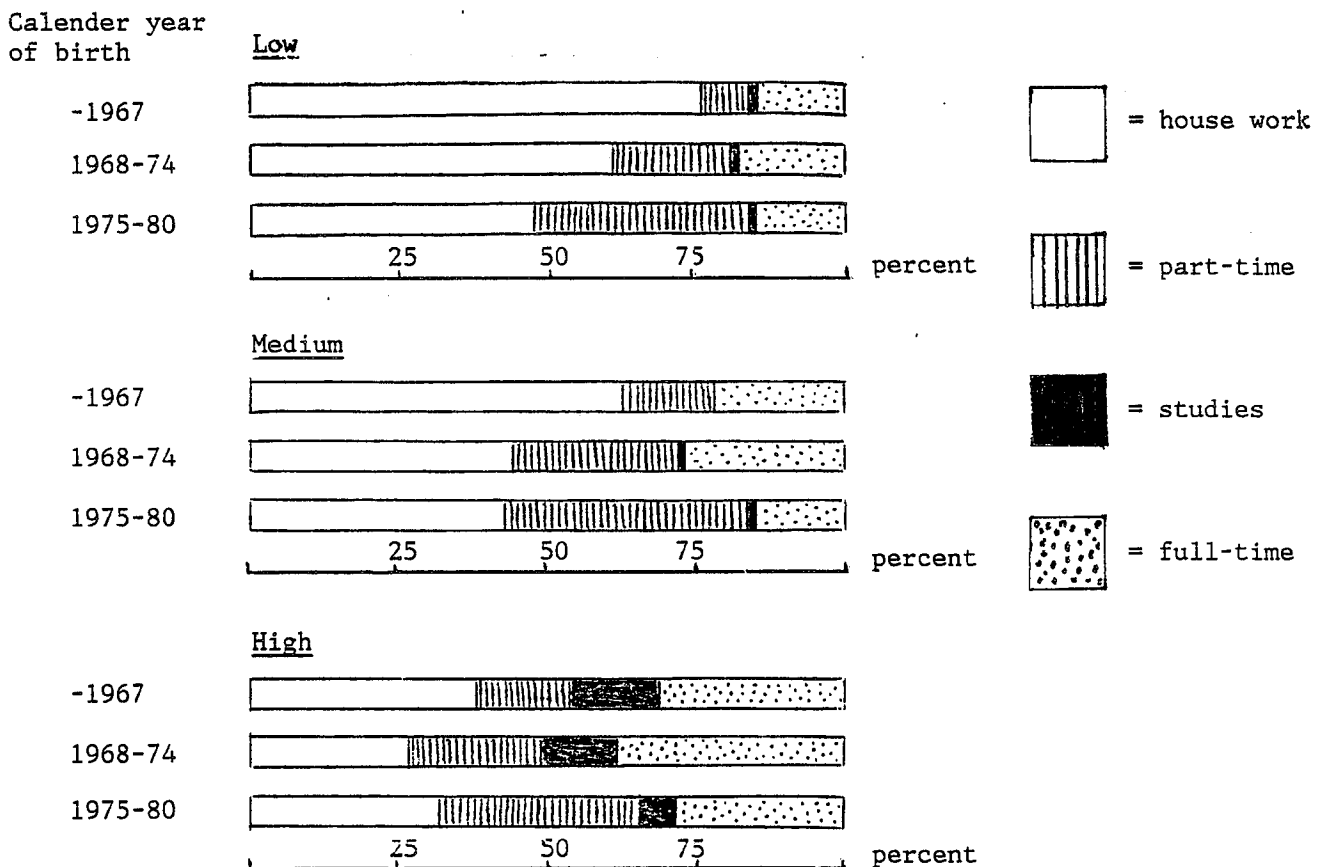 Calender year
of birth
Low
-1967
1968-74
1975-80
25 50 75 percent
Medium
-1967
1968-74
1975-80
25 50 75 percent
High
-1967
1968-74
1975-80
25 50 75 percent
= house work
= part-time
= studies
= full-time